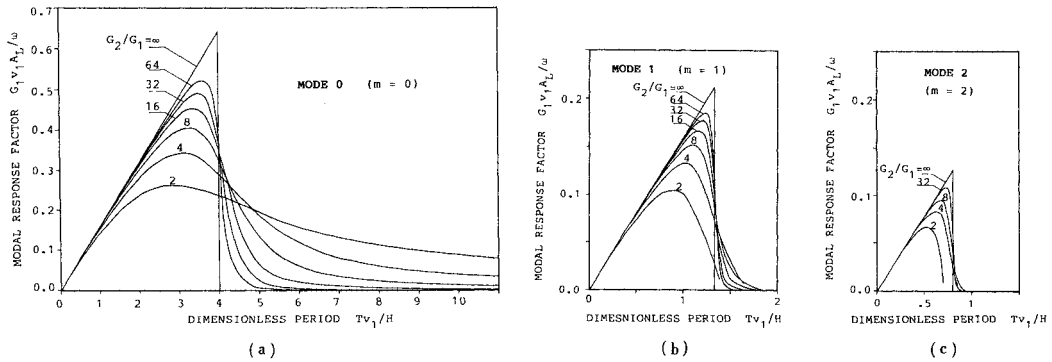 MODAL RESPONSE FACTOR G₁v₁A_L/ω
0.7
0.6
0.5
0.4
0.3
0.2
0.1
0.0
G₂/G₁=∞
64
32
16
8
4
2
MODE 0 (m = 0)
0 1 2 3 4 5 6 7 8 9 10
DIMENSIONLESS PERIOD Tv₁/H
(a)
MODAL RESPONSE FACTOR G₁v₁A_L/ω
0.2
0.1
0.0
MODE 1 (m = 1)
G₂/G₁=∞
64
32
16
8
4
2
0 1 2
DIMESNIONLESS PERIOD Tv₁/H
(b)
MODAL RESPONSE FACTOR G₁v₁A_L/ω
0.2
0.1
0.0
MODE 2
(m = 2)
G₂/G₁=∞
32
8
4
2
0 .5 1
DIMENSIONLESS PERIOD Tv₁/H
(c)